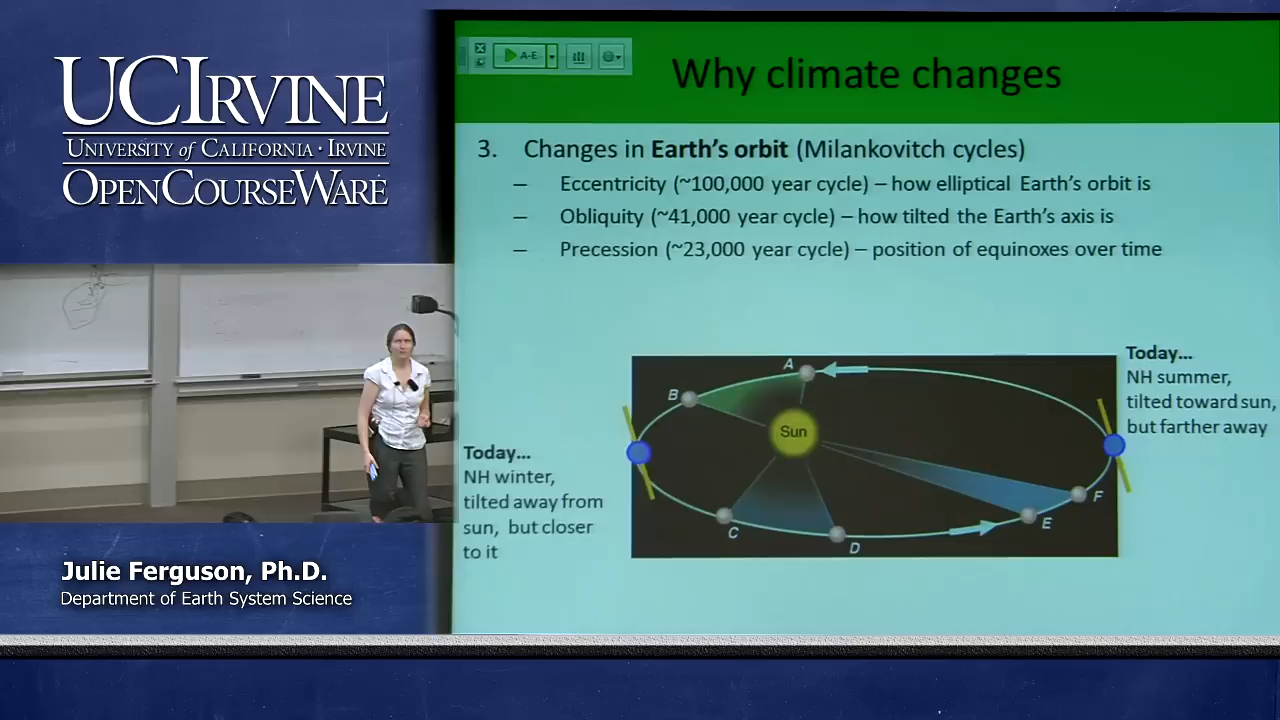 UCIRVINE
UNIVERSITY of CALIFORNIA · IRVINE
OPENCOURSEWARE
Julie Ferguson, Ph.D.
Department of Earth System Science
A-E
Why climate changes
3. Changes in Earth's orbit (Milankovitch cycles)
– Eccentricity (~100,000 year cycle) – how elliptical Earth's orbit is
– Obliquity (~41,000 year cycle) – how tilted the Earth's axis is
– Precession (~23,000 year cycle) – position of equinoxes over time
Today...
NH winter,
tilted away from
sun, but closer
to it
A
B
Sun
C
D
E
F
Today...
NH summer,
tilted toward sun,
but farther away